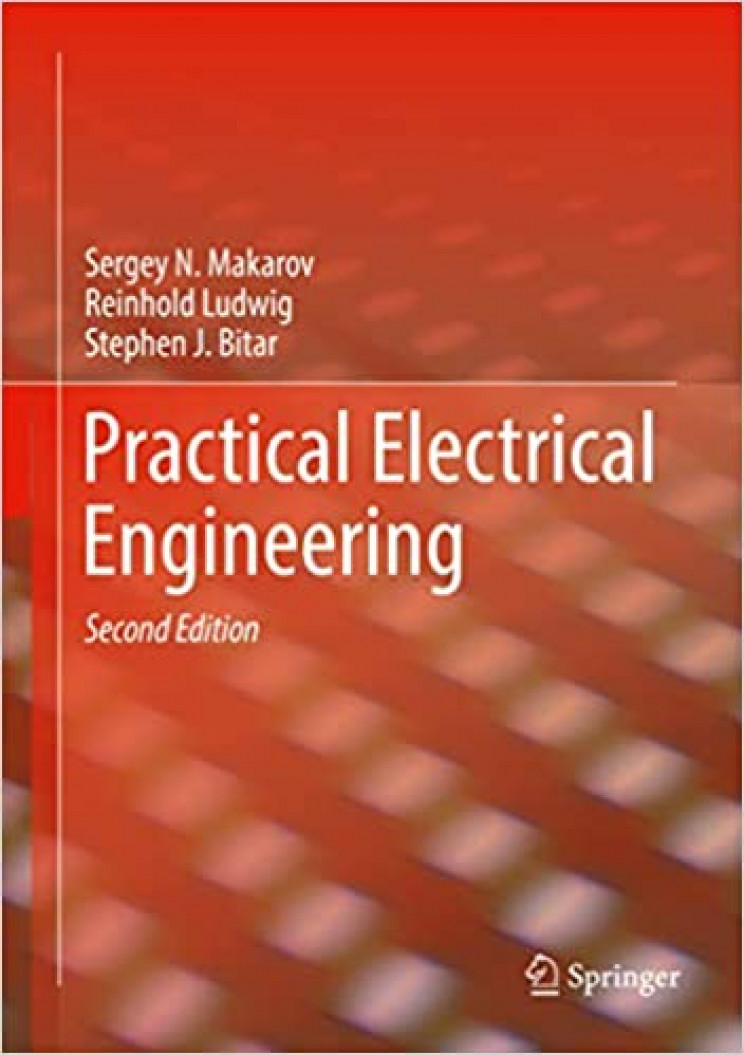 Sergey N. Makarov
Reinhold Ludwig
Stephen J. Bitar
Practical Electrical
Engineering
Second Edition
Springer